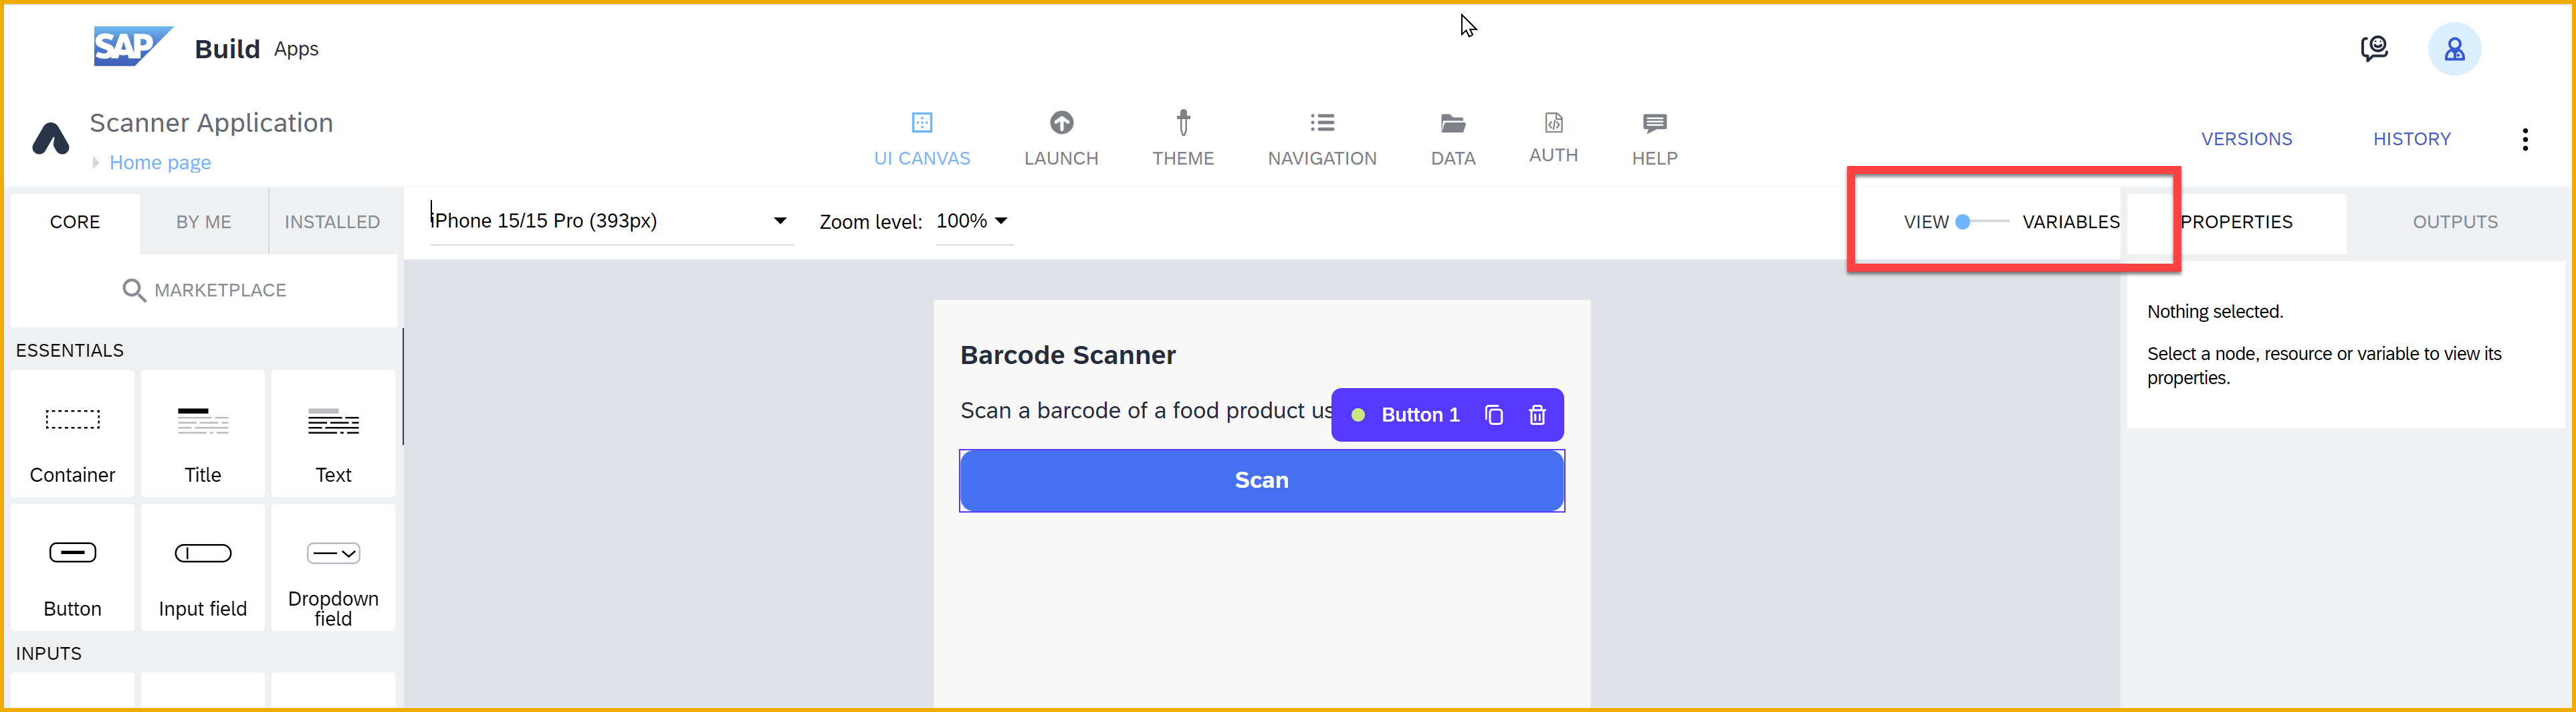 SAP Build Apps
Scanner Application
Home page
UI CANVAS
LAUNCH
THEME
NAVIGATION
DATA
AUTH
HELP
VERSIONS
HISTORY
CORE
BY ME
INSTALLED
iPhone 15/15 Pro (393px)
Zoom level: 100%
VIEW
VARIABLES
PROPERTIES
OUTPUTS
MARKETPLACE
ESSENTIALS
Container
Title
Text
Button
Input field
Dropdown
field
INPUTS
Barcode Scanner
Scan a barcode of a food product us
Button 1
Scan
Nothing selected.
Select a node, resource or variable to view its
properties.